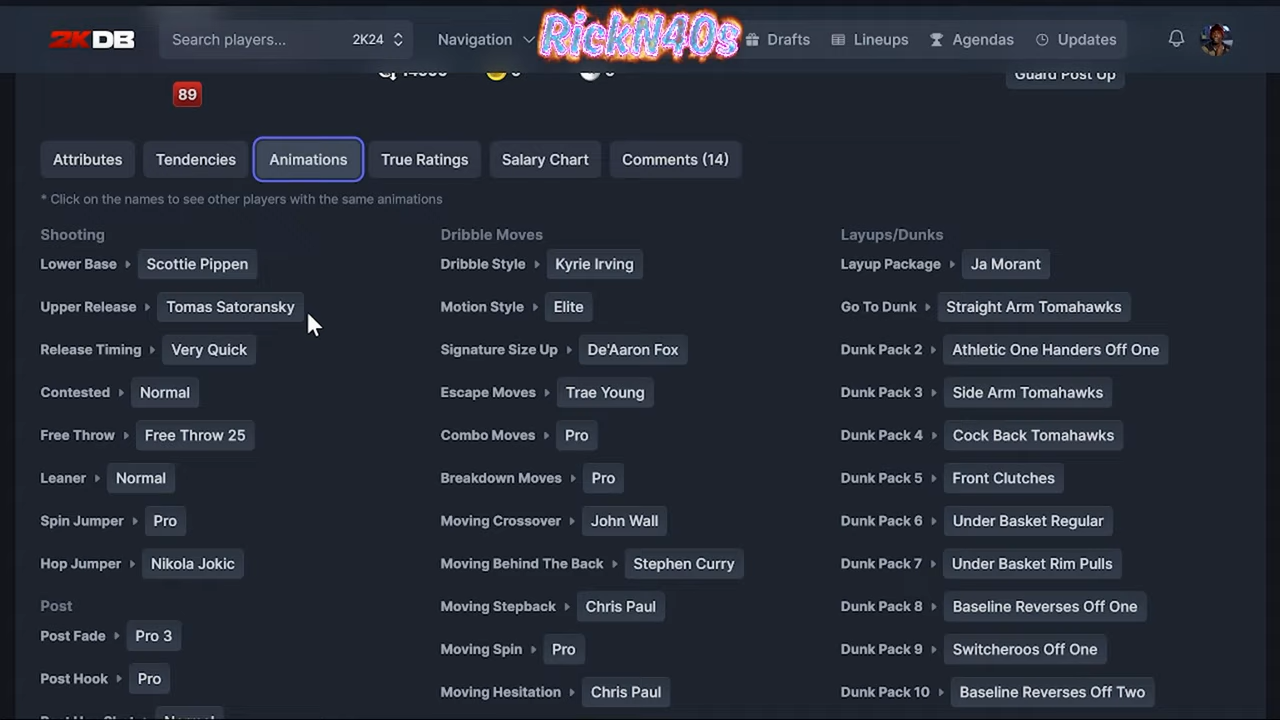 2KDB
Search players...
2K24
Navigation
RickN40s
Drafts
Lineups
Agendas
Updates
89
Guard Post Up
Attributes
Tendencies
Animations
True Ratings
Salary Chart
Comments (14)
* Click on the names to see other players with the same animations
Shooting
Lower Base Scottie Pippen
Upper Release Tomas Satoransky
Release Timing Very Quick
Contested Normal
Free Throw Free Throw 25
Leaner Normal
Spin Jumper Pro
Hop Jumper Nikola Jokic
Post
Post Fade Pro 3
Post Hook Pro
Dribble Moves
Dribble Style Kyrie Irving
Motion Style Elite
Signature Size Up De'Aaron Fox
Escape Moves Trae Young
Combo Moves Pro
Breakdown Moves Pro
Moving Crossover John Wall
Moving Behind The Back Stephen Curry
Moving Stepback Chris Paul
Moving Spin Pro
Moving Hesitation Chris Paul
Layups/Dunks
Layup Package Ja Morant
Go To Dunk Straight Arm Tomahawks
Dunk Pack 2 Athletic One Handers Off One
Dunk Pack 3 Side Arm Tomahawks
Dunk Pack 4 Cock Back Tomahawks
Dunk Pack 5 Front Clutches
Dunk Pack 6 Under Basket Regular
Dunk Pack 7 Under Basket Rim Pulls
Dunk Pack 8 Baseline Reverses Off One
Dunk Pack 9 Switcheroos Off One
Dunk Pack 10 Baseline Reverses Off Two